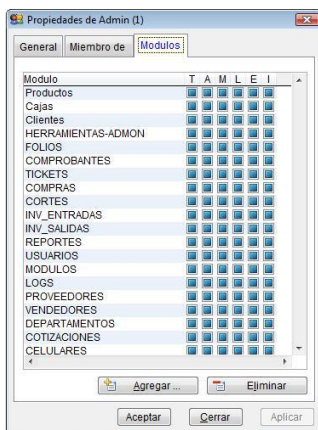 Propiedades de Admin (1)
General Miembro de Modulos
Modulo T A M L E I
Productos
Cajas
Clientes
HERRAMIENTAS-ADMON
FOLIOS
COMPROBANTES
TICKETS
COMPRAS
CORTES
INV_ENTRADAS
INV_SALIDAS
REPORTES
USUARIOS
MODULOS
LOGS
PROVEEDORES
VENDEDORES
DEPARTAMENTOS
COTIZACIONES
CELULARES
Agregar ... Eliminar
Aceptar Cerrar Aplicar